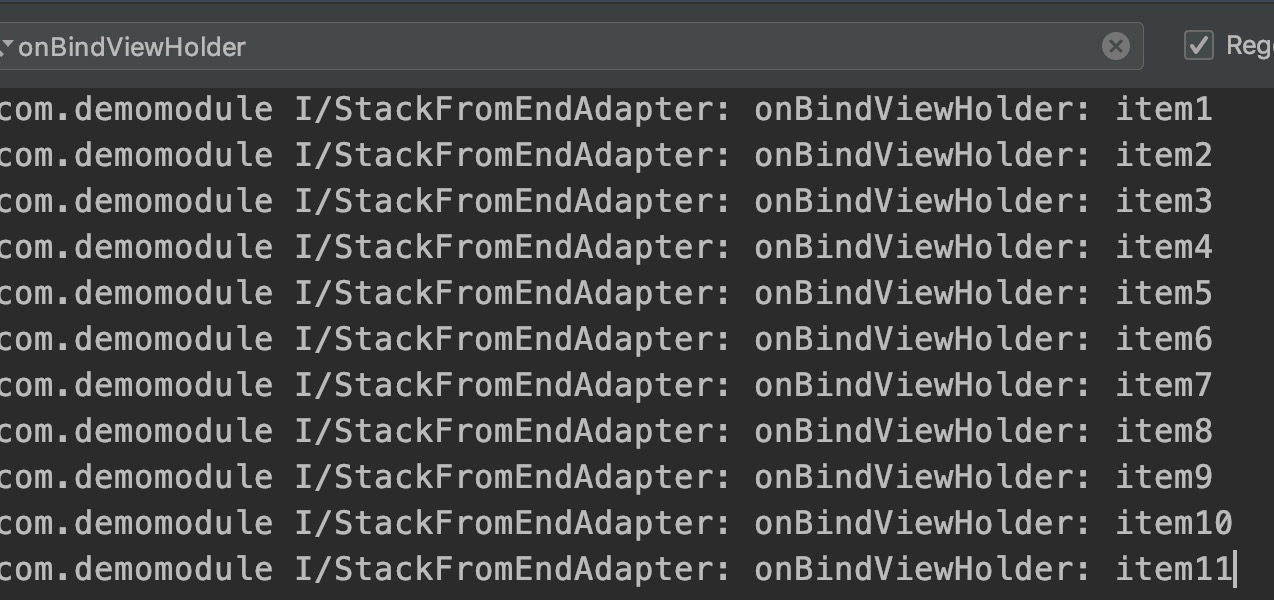 onBindViewHolder
Reg
com.demomodule I/StackFromEndAdapter: onBindViewHolder: item1
com.demomodule I/StackFromEndAdapter: onBindViewHolder: item2
com.demomodule I/StackFromEndAdapter: onBindViewHolder: item3
com.demomodule I/StackFromEndAdapter: onBindViewHolder: item4
com.demomodule I/StackFromEndAdapter: onBindViewHolder: item5
com.demomodule I/StackFromEndAdapter: onBindViewHolder: item6
com.demomodule I/StackFromEndAdapter: onBindViewHolder: item7
com.demomodule I/StackFromEndAdapter: onBindViewHolder: item8
com.demomodule I/StackFromEndAdapter: onBindViewHolder: item9
com.demomodule I/StackFromEndAdapter: onBindViewHolder: item10
com.demomodule I/StackFromEndAdapter: onBindViewHolder: item11